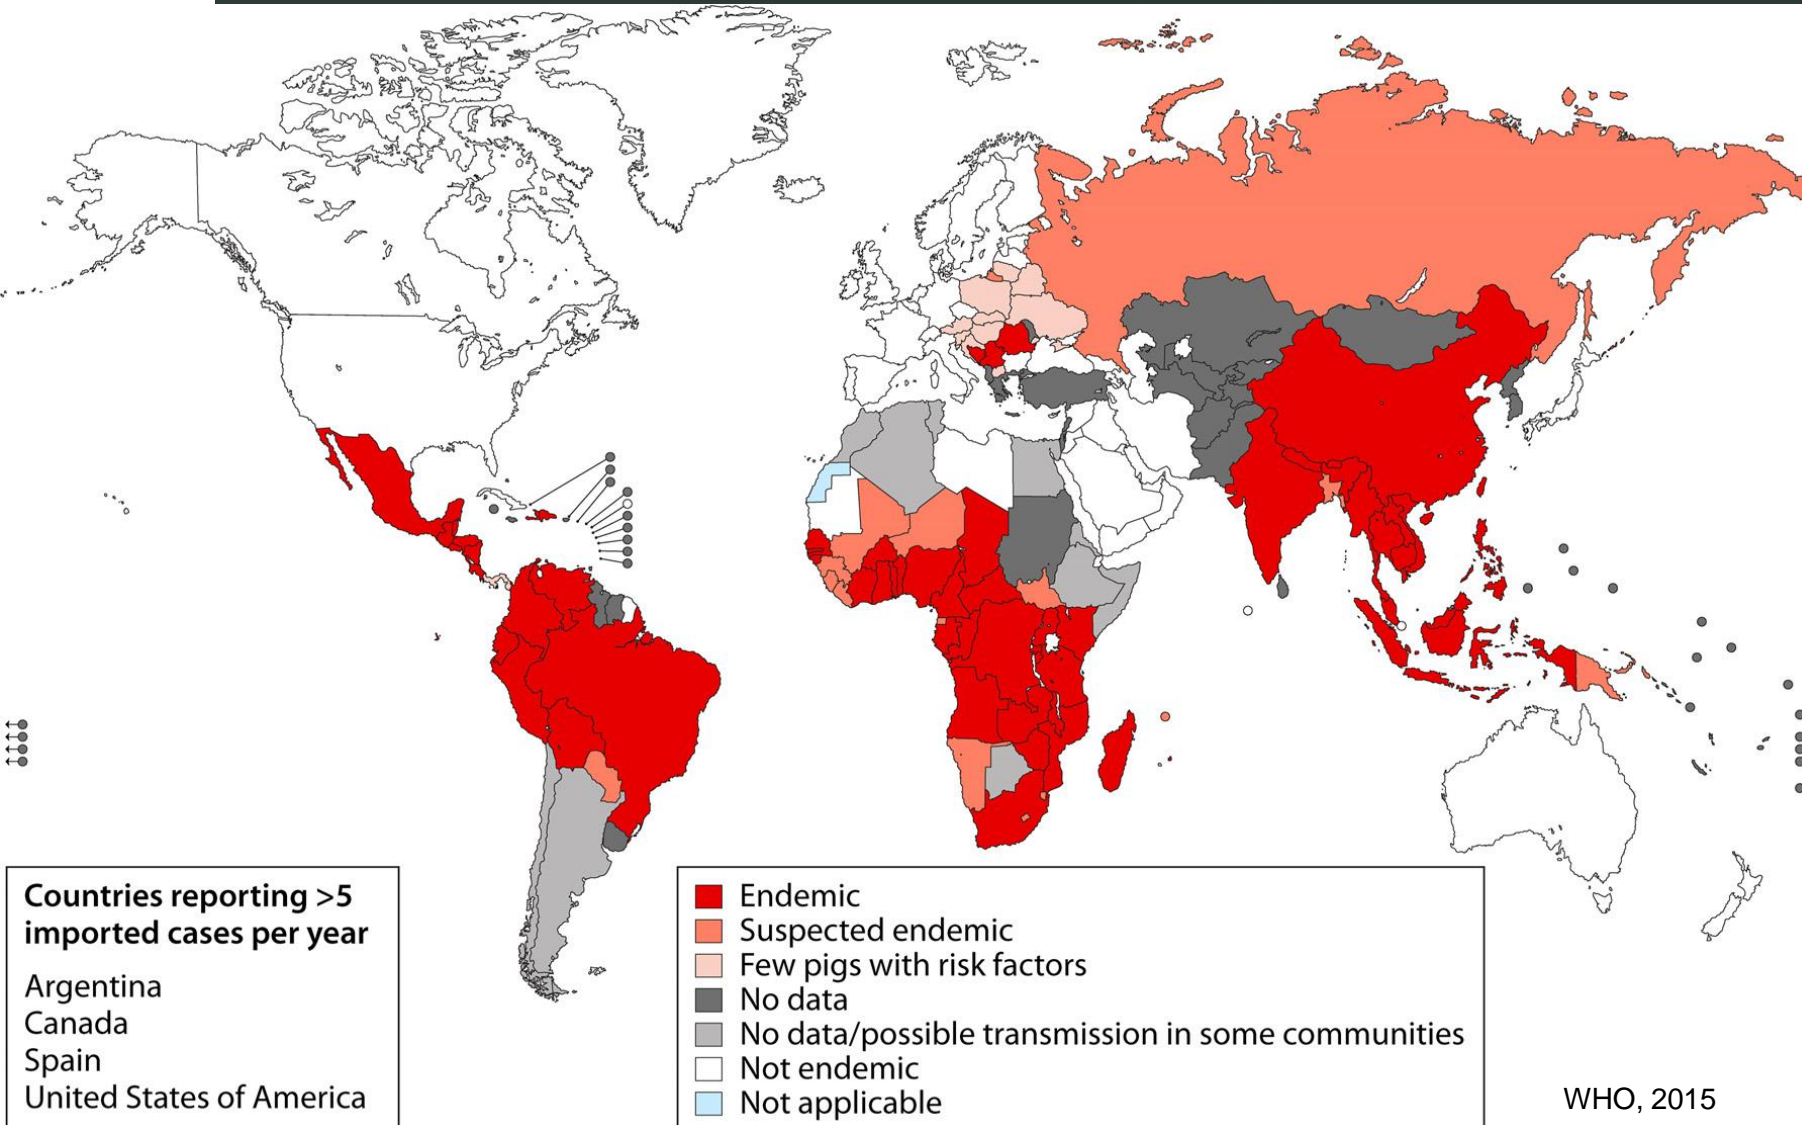 Countries reporting >5
imported cases per year
Argentina
Canada
Spain
United States of America
Endemic
Suspected endemic
Few pigs with risk factors
No data
No data/possible transmission in some communities
Not endemic
Not applicable
WHO, 2015